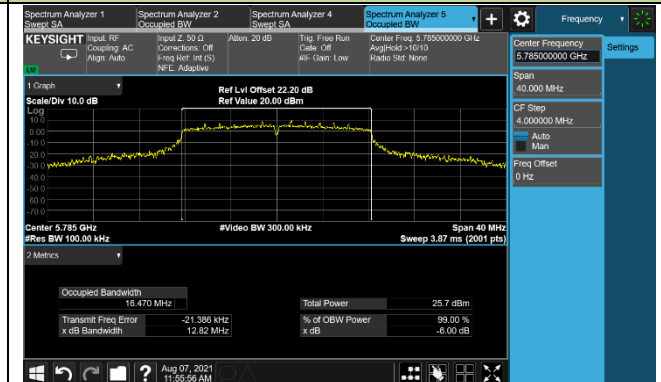 Spectrum Analyzer 1
Swept SA
Spectrum Analyzer 2
Occupied BW
Spectrum Analyzer 4
Swept SA
Spectrum Analyzer 5
Occupied BW
Frequency
KEYSIGHT
Input: RF
Coupling: AC
Align: Auto
Input Z: 50 Ω
Corrections: Off
Freq Ref: Int (S)
NFE: Adaptive
Atten: 20 dB
Trig: Free Run
Gate: Off
#IF Gain: Low
Center Freq: 5.785000000 GHz
Avg|Hold:>10/10
Radio Std: None
LXI
Center Frequency
5.785000000 GHz
Settings
Span
40.000 MHz
CF Step
4.000000 MHz
Auto
Man
Freq Offset
0 Hz
1 Graph
Scale/Div 10.0 dB
Ref Lvl Offset 22.20 dB
Ref Value 20.00 dBm
Log
10.0
0.00
-10.0
-20.0
-30.0
-40.0
-50.0
-60.0
-70.0
Center 5.785 GHz
#Video BW 300.00 kHz
Span 40 MHz
#Res BW 100.00 kHz
Sweep 3.87 ms (2001 pts)
2 Metrics
Occupied Bandwidth
16.470 MHz
Total Power
25.7 dBm
Transmit Freq Error
-21.386 kHz
% of OBW Power
99.00 %
x dB Bandwidth
12.82 MHz
x dB
-6.00 dB
Aug 07, 2021
11:55:56 AM